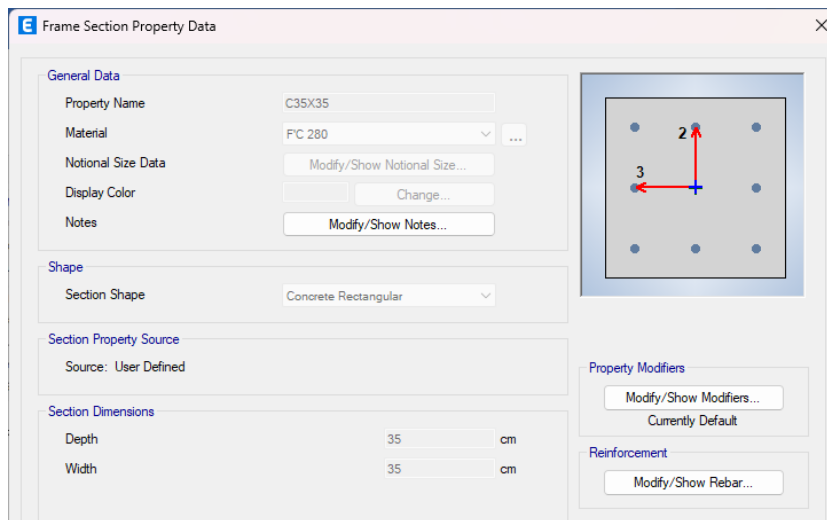 E Frame Section Property Data
General Data
Property Name C35X35
Material F'C 280 ...
Notional Size Data Modify/Show Notional Size...
Display Color Change...
Notes Modify/Show Notes...
2
3
Shape
Section Shape Concrete Rectangular
Section Property Source
Source: User Defined
Property Modifiers
Modify/Show Modifiers...
Currently Default
Section Dimensions
Depth 35 cm
Width 35 cm
Reinforcement
Modify/Show Rebar...